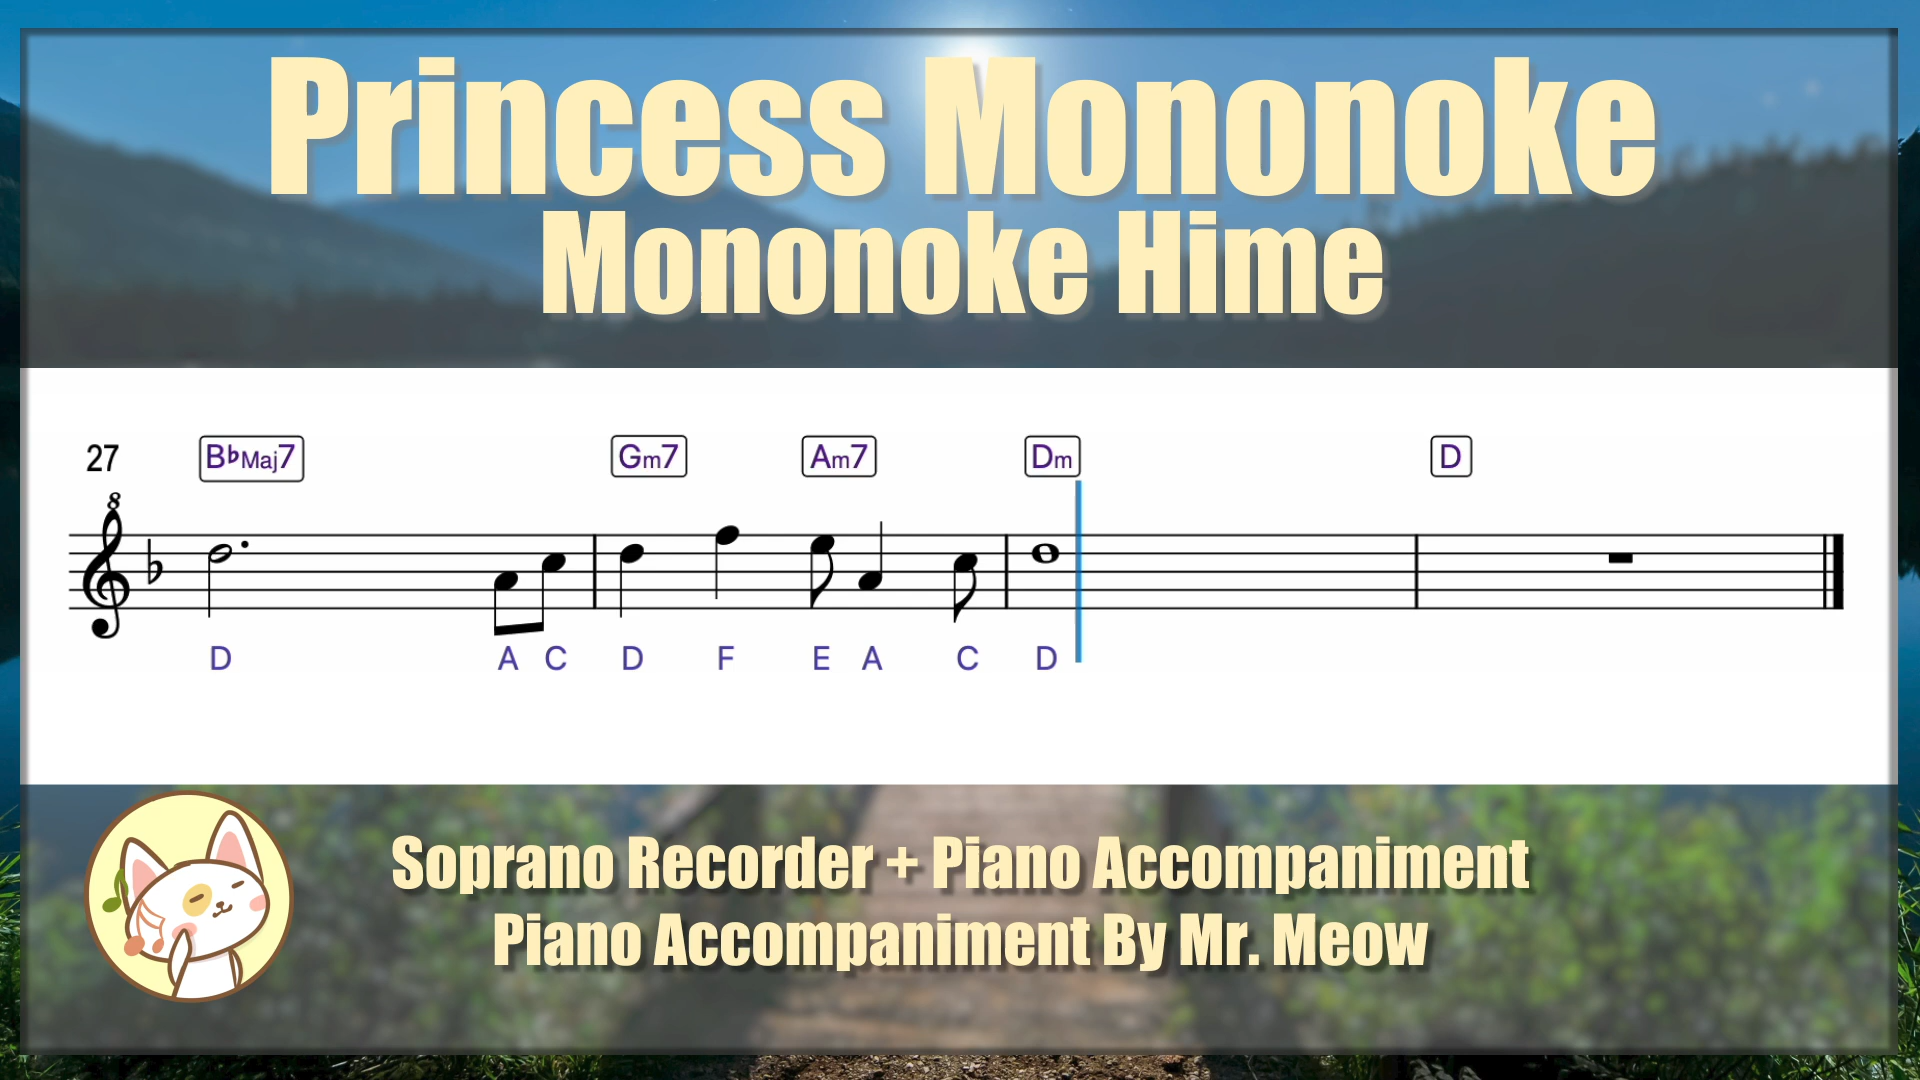 Princess Mononoke
Mononoke Hime
27 B♭Maj7 Gm7 Am7 Dm D
8
D A C D F E A C D
Soprano Recorder + Piano Accompaniment
Piano Accompaniment By Mr. Meow